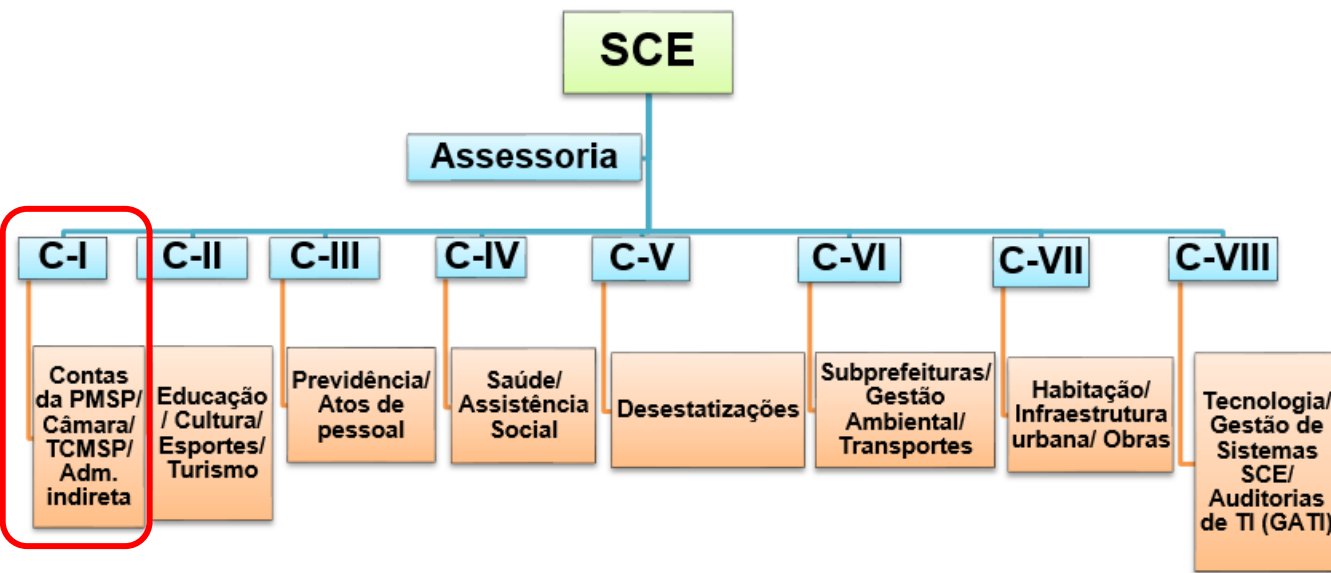 SCE
Assessoria
C-I
C-II
C-III
C-IV
C-V
C-VI
C-VII
C-VIII
Contas
da PMSP/
Câmara/
TCMSP/
Adm.
indireta
Educação
/ Cultura/
Esportes/
Turismo
Previdência/
Atos de
pessoal
Saúde/
Assistência
Social
Desestatizações
Subprefeituras/
Gestão
Ambiental/
Transportes
Habitação/
Infraestrutura
urbana/ Obras
Tecnologia/
Gestão de
Sistemas
SCE/
Auditorias
de TI (GATI)